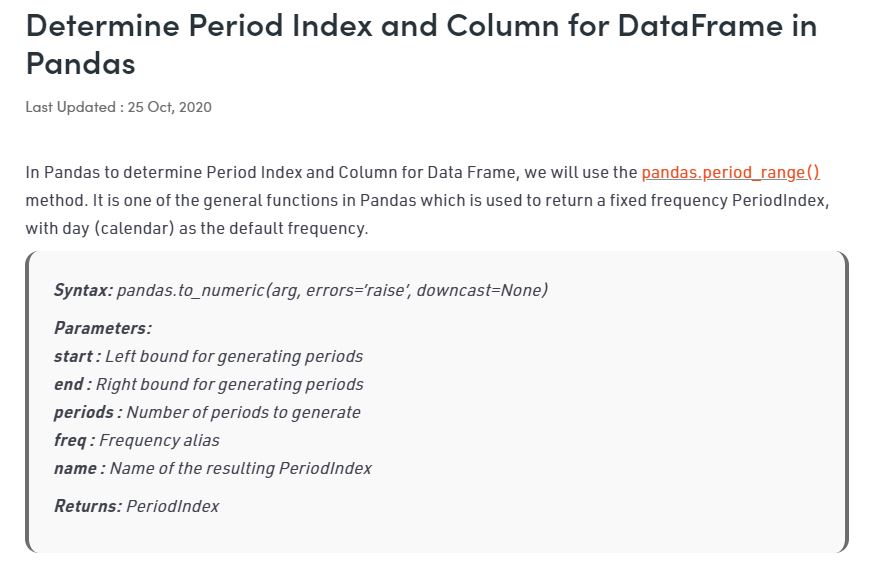 Determine Period Index and Column for DataFrame in
Pandas
Last Updated : 25 Oct, 2020
In Pandas to determine Period Index and Column for Data Frame, we will use the pandas.period_range()
method. It is one of the general functions in Pandas which is used to return a fixed frequency PeriodIndex,
with day (calendar) as the default frequency.
Syntax: pandas.to_numeric(arg, errors=’raise’, downcast=None)
Parameters:
start : Left bound for generating periods
end : Right bound for generating periods
periods : Number of periods to generate
freq : Frequency alias
name : Name of the resulting PeriodIndex
Returns: PeriodIndex